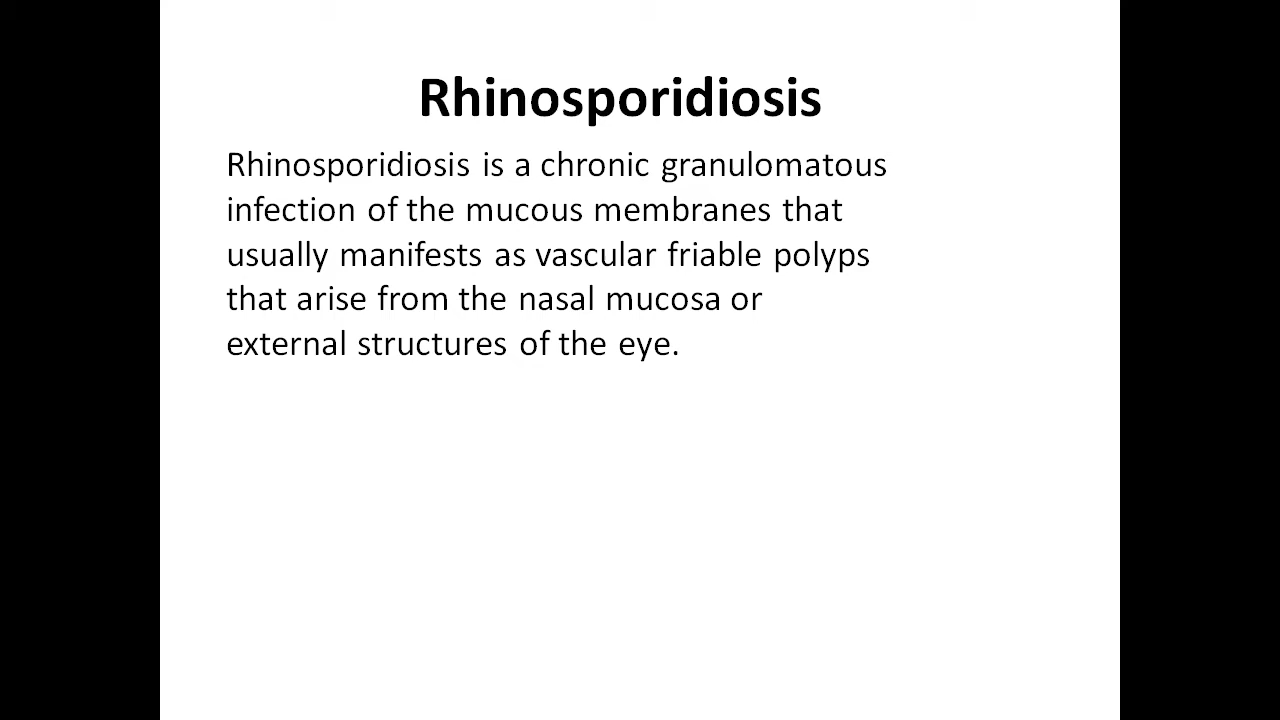 Rhinosporidiosis
Rhinosporidiosis is a chronic granulomatous
infection of the mucous membranes that
usually manifests as vascular friable polyps
that arise from the nasal mucosa or
external structures of the eye.